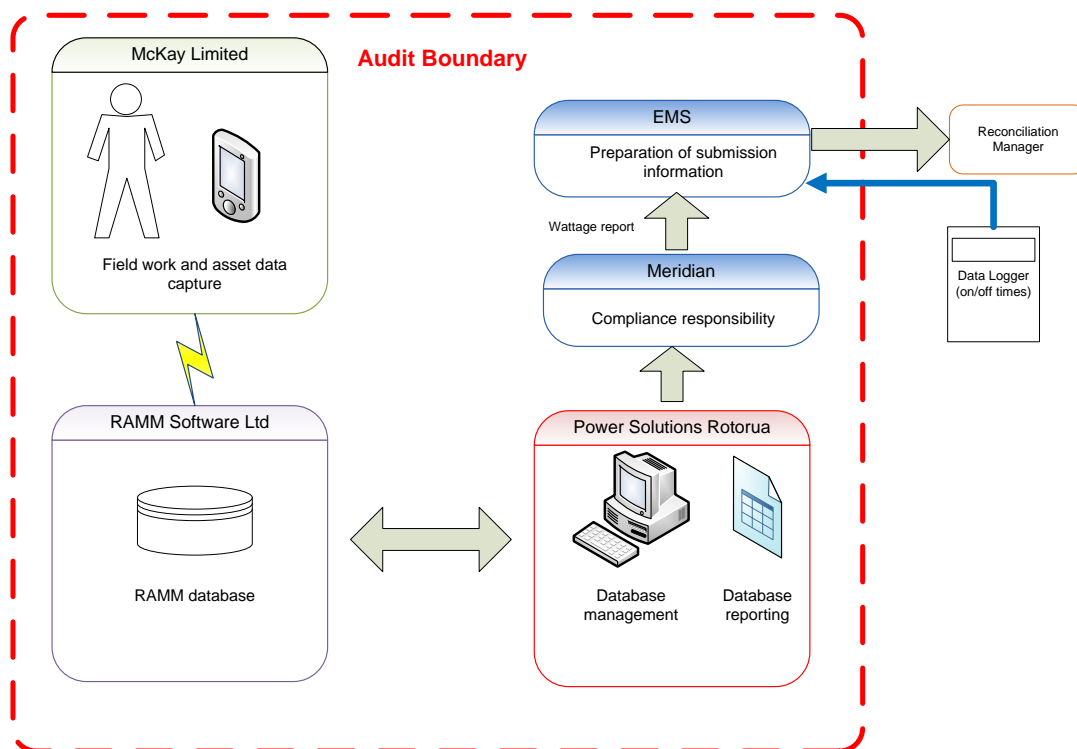 McKay Limited
Audit Boundary
Field work and asset data
capture
EMS
Preparation of submission
information
Reconciliation
Manager
Wattage report
Data Logger
(on/off times)
Meridian
Compliance responsibility
RAMM Software Ltd
RAMM database
Power Solutions Rotorua
Database
management
Database
reporting